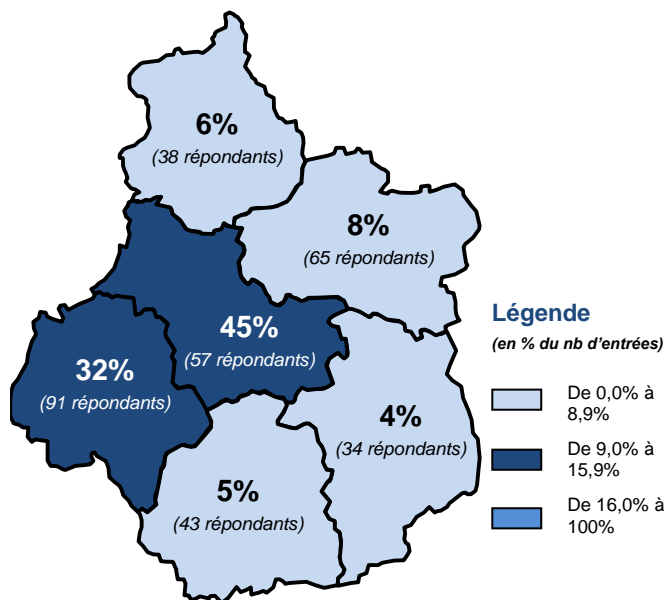 6%
(38 répondants)
8%
(65 répondants)
45%
(57 répondants)
32%
(91 répondants)
4%
(34 répondants)
5%
(43 répondants)
Légende
(en % du nb d'entrées)
De 0,0% à
8,9%
De 9,0% à
15,9%
De 16,0% à
100%